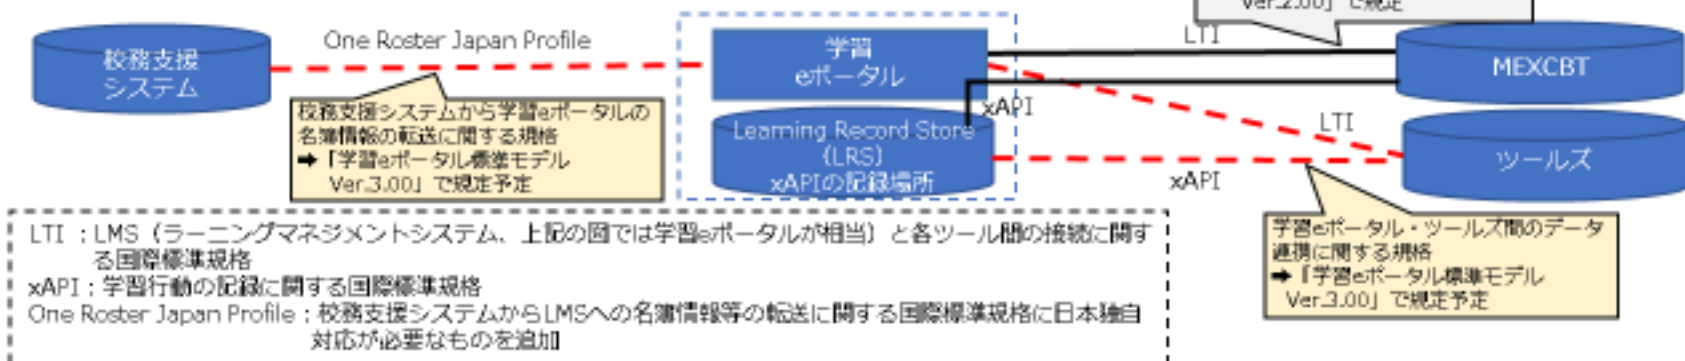 Ver.2.00」で規定
校務支援
システム
One Roster Japan Profile
学習
eポータル
LTI
MEXCBT
校務支援システムから学習eポータルの
名簿情報の転送に関する規格
➡「学習eポータル標準モデル
Ver.3.00」で規定予定
xAPI
Learning Record Store
(LRS)
xAPIの記録場所
LTI
ツールズ
xAPI
学習eポータル・ツールズ間のデータ
連携に関する規格
➡「学習eポータル標準モデル
Ver.3.00」で規定予定
LTI：LMS（ラーニングマネジメントシステム、上記の図では学習eポータルが相当）と各ツール間の接続に関す
る国際標準規格
xAPI：学習行動の記録に関する国際標準規格
One Roster Japan Profile：校務支援システムからLMSへの名簿情報等の転送に関する国際標準規格に日本独自
対応が必要なものを追加